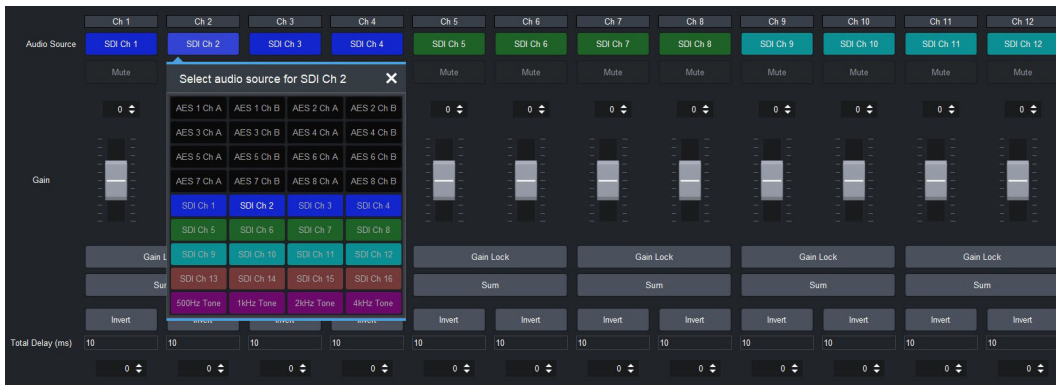 Ch 1 Ch 2 Ch 3 Ch 4 Ch 5 Ch 6 Ch 7 Ch 8 Ch 9 Ch 10 Ch 11 Ch 12
Audio Source SDI Ch 1 SDI Ch 2 SDI Ch 3 SDI Ch 4 SDI Ch 5 SDI Ch 6 SDI Ch 7 SDI Ch 8 SDI Ch 9 SDI Ch 10 SDI Ch 11 SDI Ch 12
Mute Mute Mute Mute Mute Mute Mute Mute Mute
Select audio source for SDI Ch 2
AES 1 Ch A AES 1 Ch B AES 2 Ch A AES 2 Ch B
0 0 0 0 0 0 0 0 0
AES 3 Ch A AES 3 Ch B AES 4 Ch A AES 4 Ch B
AES 5 Ch A AES 5 Ch B AES 6 Ch A AES 6 Ch B
Gain AES 7 Ch A AES 7 Ch B AES 8 Ch A AES 8 Ch B
SDI Ch 1 SDI Ch 2 SDI Ch 3 SDI Ch 4
SDI Ch 5 SDI Ch 6 SDI Ch 7 SDI Ch 8
Gain SDI Ch 9 SDI Ch 10 SDI Ch 11 SDI Ch 12 Gain Lock Gain Lock Gain Lock Gain Lock
SDI Ch 13 SDI Ch 14 SDI Ch 15 SDI Ch 16
Sum Sum Sum Sum
500Hz Tone 1kHz Tone 2kHz Tone 4kHz Tone
Invert Invert Invert Invert Invert Invert Invert Invert Invert
Total Delay (ms) 10 10 10 10 10 10 10 10 10 10 10 10
0 0 0 0 0 0 0 0 0 0 0 0